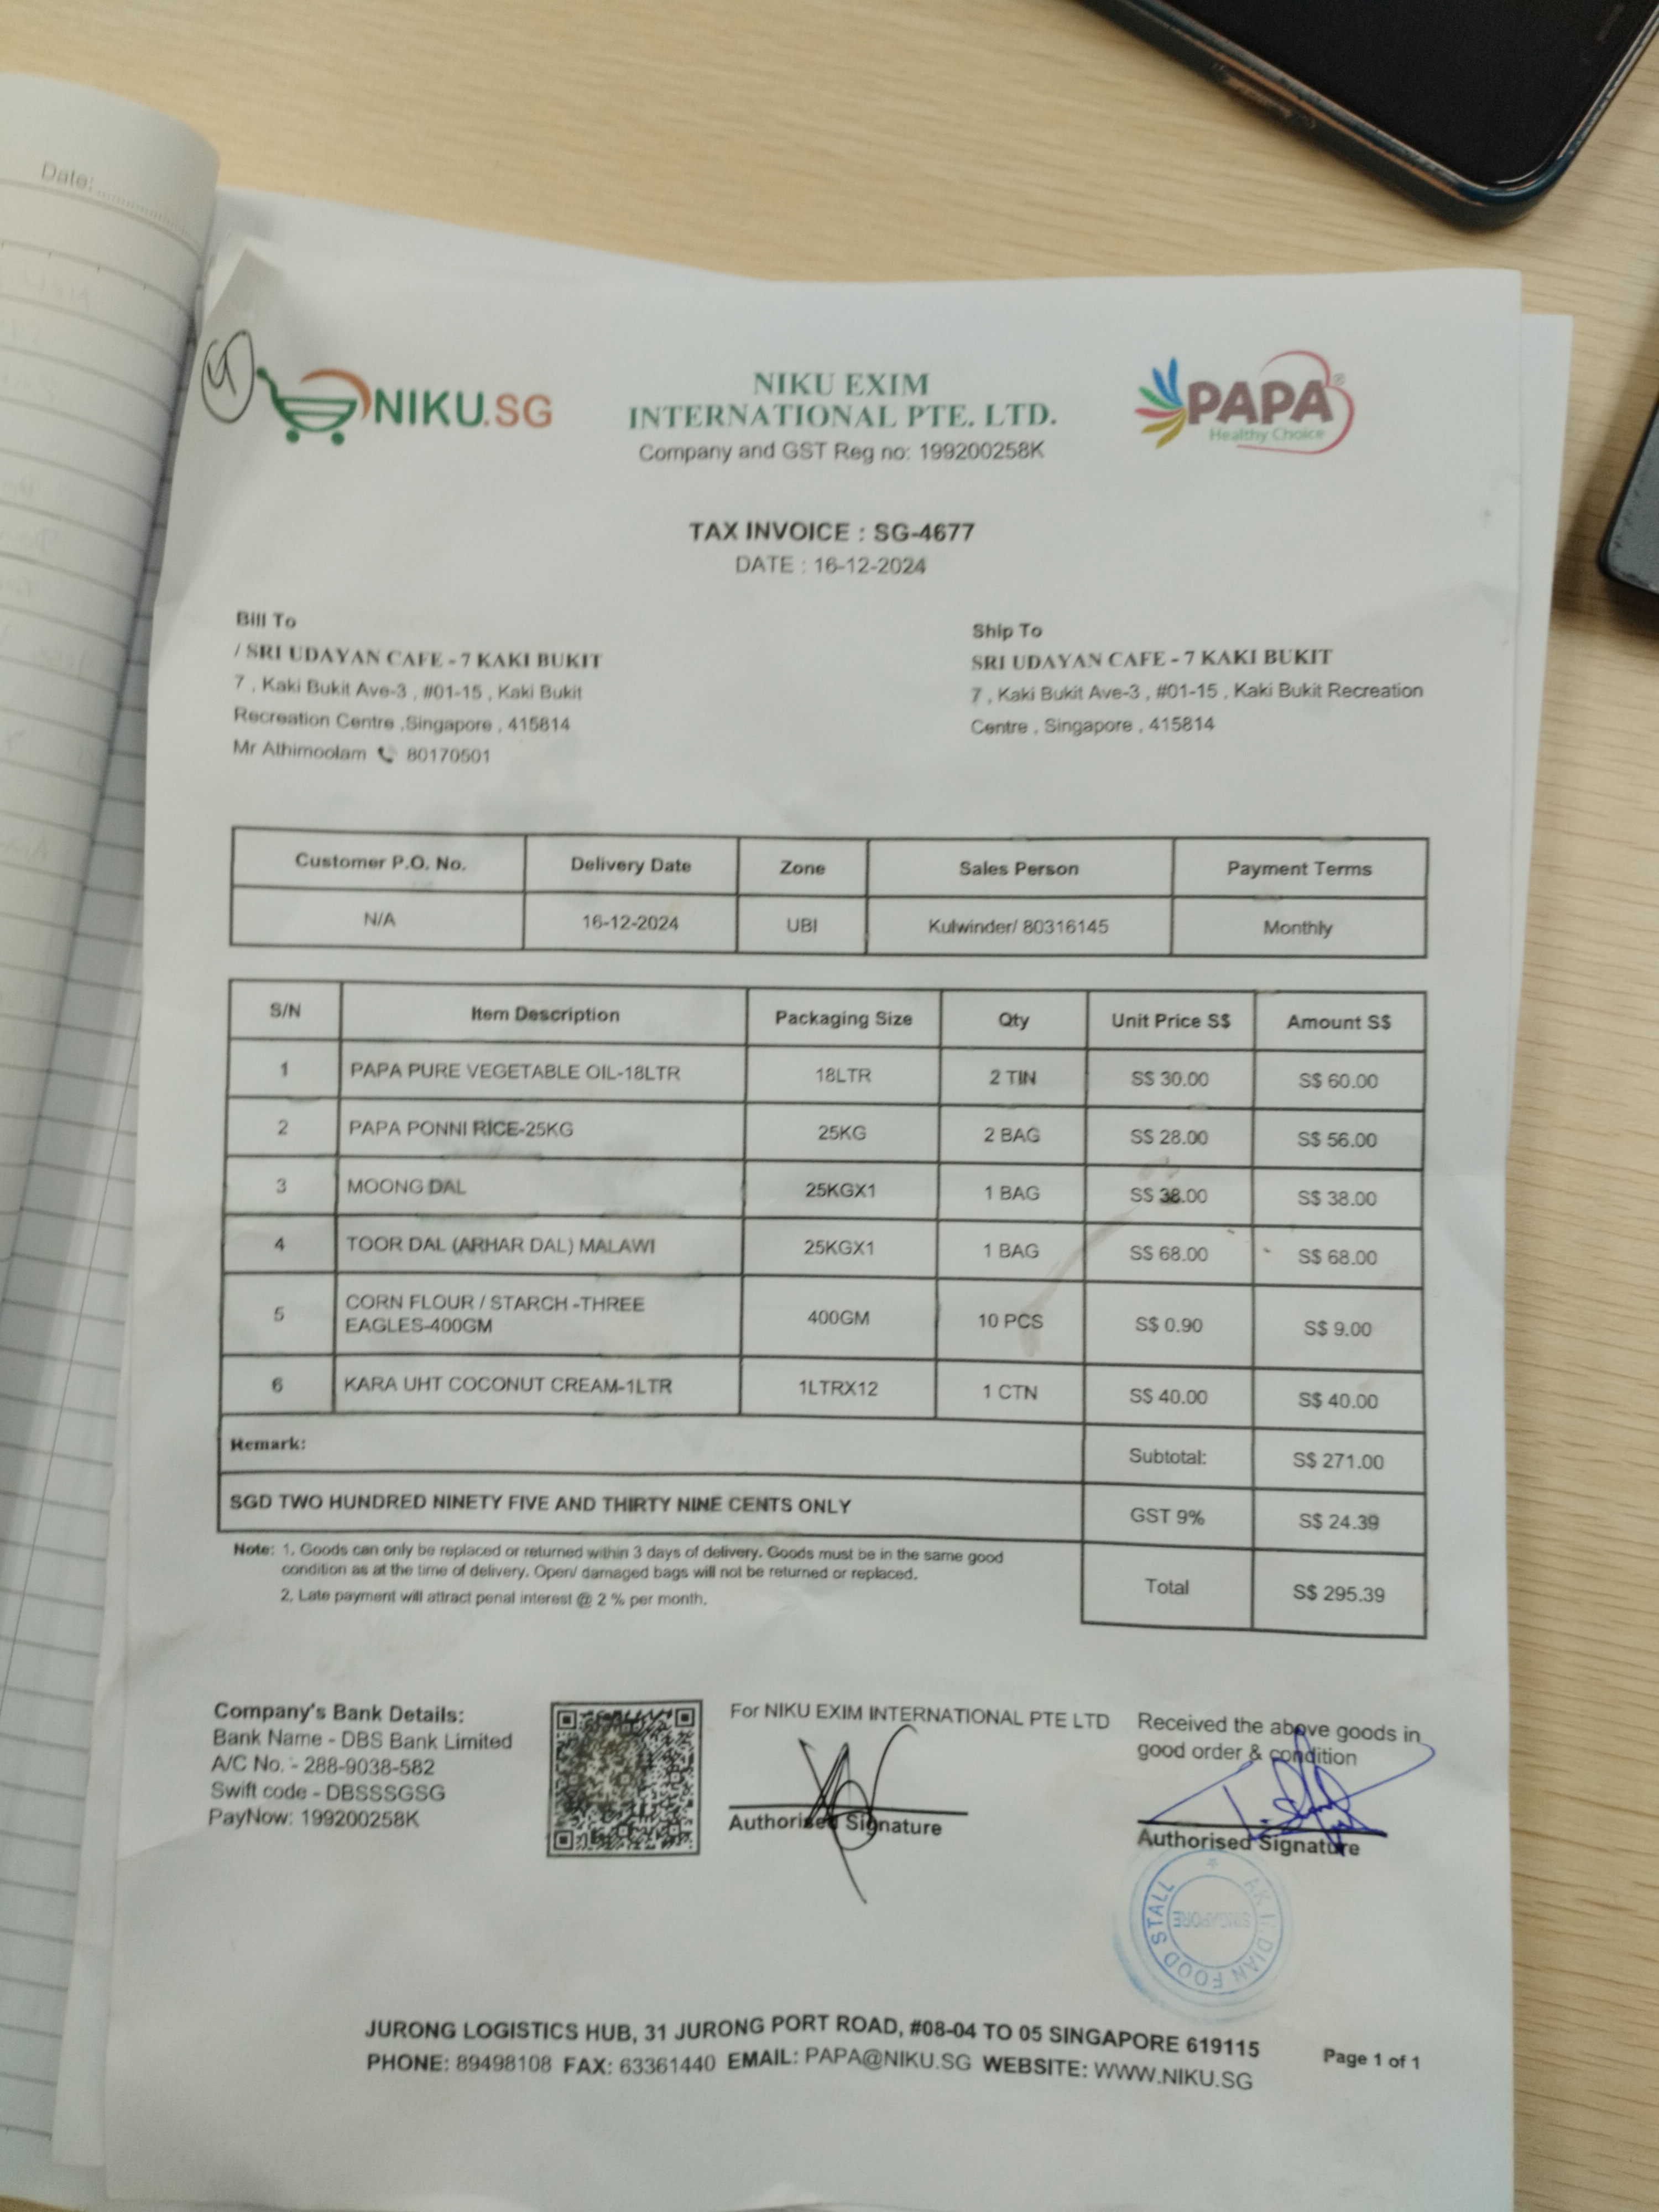 Date:
4
NIKU.SG
NIKU EXIM
INTERNATIONAL PTE. LTD.
Company and GST Reg no: 199200258K
PAPA®
Healthy Choice
TAX INVOICE : SG-4677
DATE : 16-12-2024
Bill To
/ SRI UDAYAN CAFE - 7 KAKI BUKIT
7 , Kaki Bukit Ave-3 , #01-15 , Kaki Bukit
Recreation Centre ,Singapore , 415814
Mr Athimoolam 80170501
Ship To
SRI UDAYAN CAFE - 7 KAKI BUKIT
7 , Kaki Bukit Ave-3 , #01-15 , Kaki Bukit Recreation
Centre , Singapore , 415814
Customer P.O. No. Delivery Date Zone Sales Person Payment Terms
N/A 16-12-2024 UBI Kulwinder/ 80316145 Monthly
S/N Item Description Packaging Size Qty Unit Price S$ Amount S$
1 PAPA PURE VEGETABLE OIL-18LTR 18LTR 2 TIN S$ 30.00 S$ 60.00
2 PAPA PONNI RICE-25KG 25KG 2 BAG S$ 28.00 S$ 56.00
3 MOONG DAL 25KGX1 1 BAG S$ 38.00 S$ 38.00
4 TOOR DAL (ARHAR DAL) MALAWI 25KGX1 1 BAG S$ 68.00 S$ 68.00
5 CORN FLOUR / STARCH -THREE
EAGLES-400GM 400GM 10 PCS S$ 0.90 S$ 9.00
6 KARA UHT COCONUT CREAM-1LTR 1LTRX12 1 CTN S$ 40.00 S$ 40.00
Remark: Subtotal: S$ 271.00
SGD TWO HUNDRED NINETY FIVE AND THIRTY NINE CENTS ONLY GST 9% S$ 24.39
Total S$ 295.39
Note: 1. Goods can only be replaced or returned within 3 days of delivery. Goods must be in the same good
condition as at the time of delivery. Open/ damaged bags will not be returned or replaced.
2. Late payment will attract penal interest @ 2 % per month.
Company's Bank Details:
Bank Name - DBS Bank Limited
A/C No. - 288-9038-582
Swift code - DBSSSGSG
PayNow: 199200258K
For NIKU EXIM INTERNATIONAL PTE LTD
Authorised Signature
Received the above goods in
good order & condition
Authorised Signature
FOOD STALL
SINGAPORE
JURONG LOGISTICS HUB, 31 JURONG PORT ROAD, #08-04 TO 05 SINGAPORE 619115
PHONE: 89498108 FAX: 63361440 EMAIL: PAPA@NIKU.SG WEBSITE: WWW.NIKU.SG
Page 1 of 1